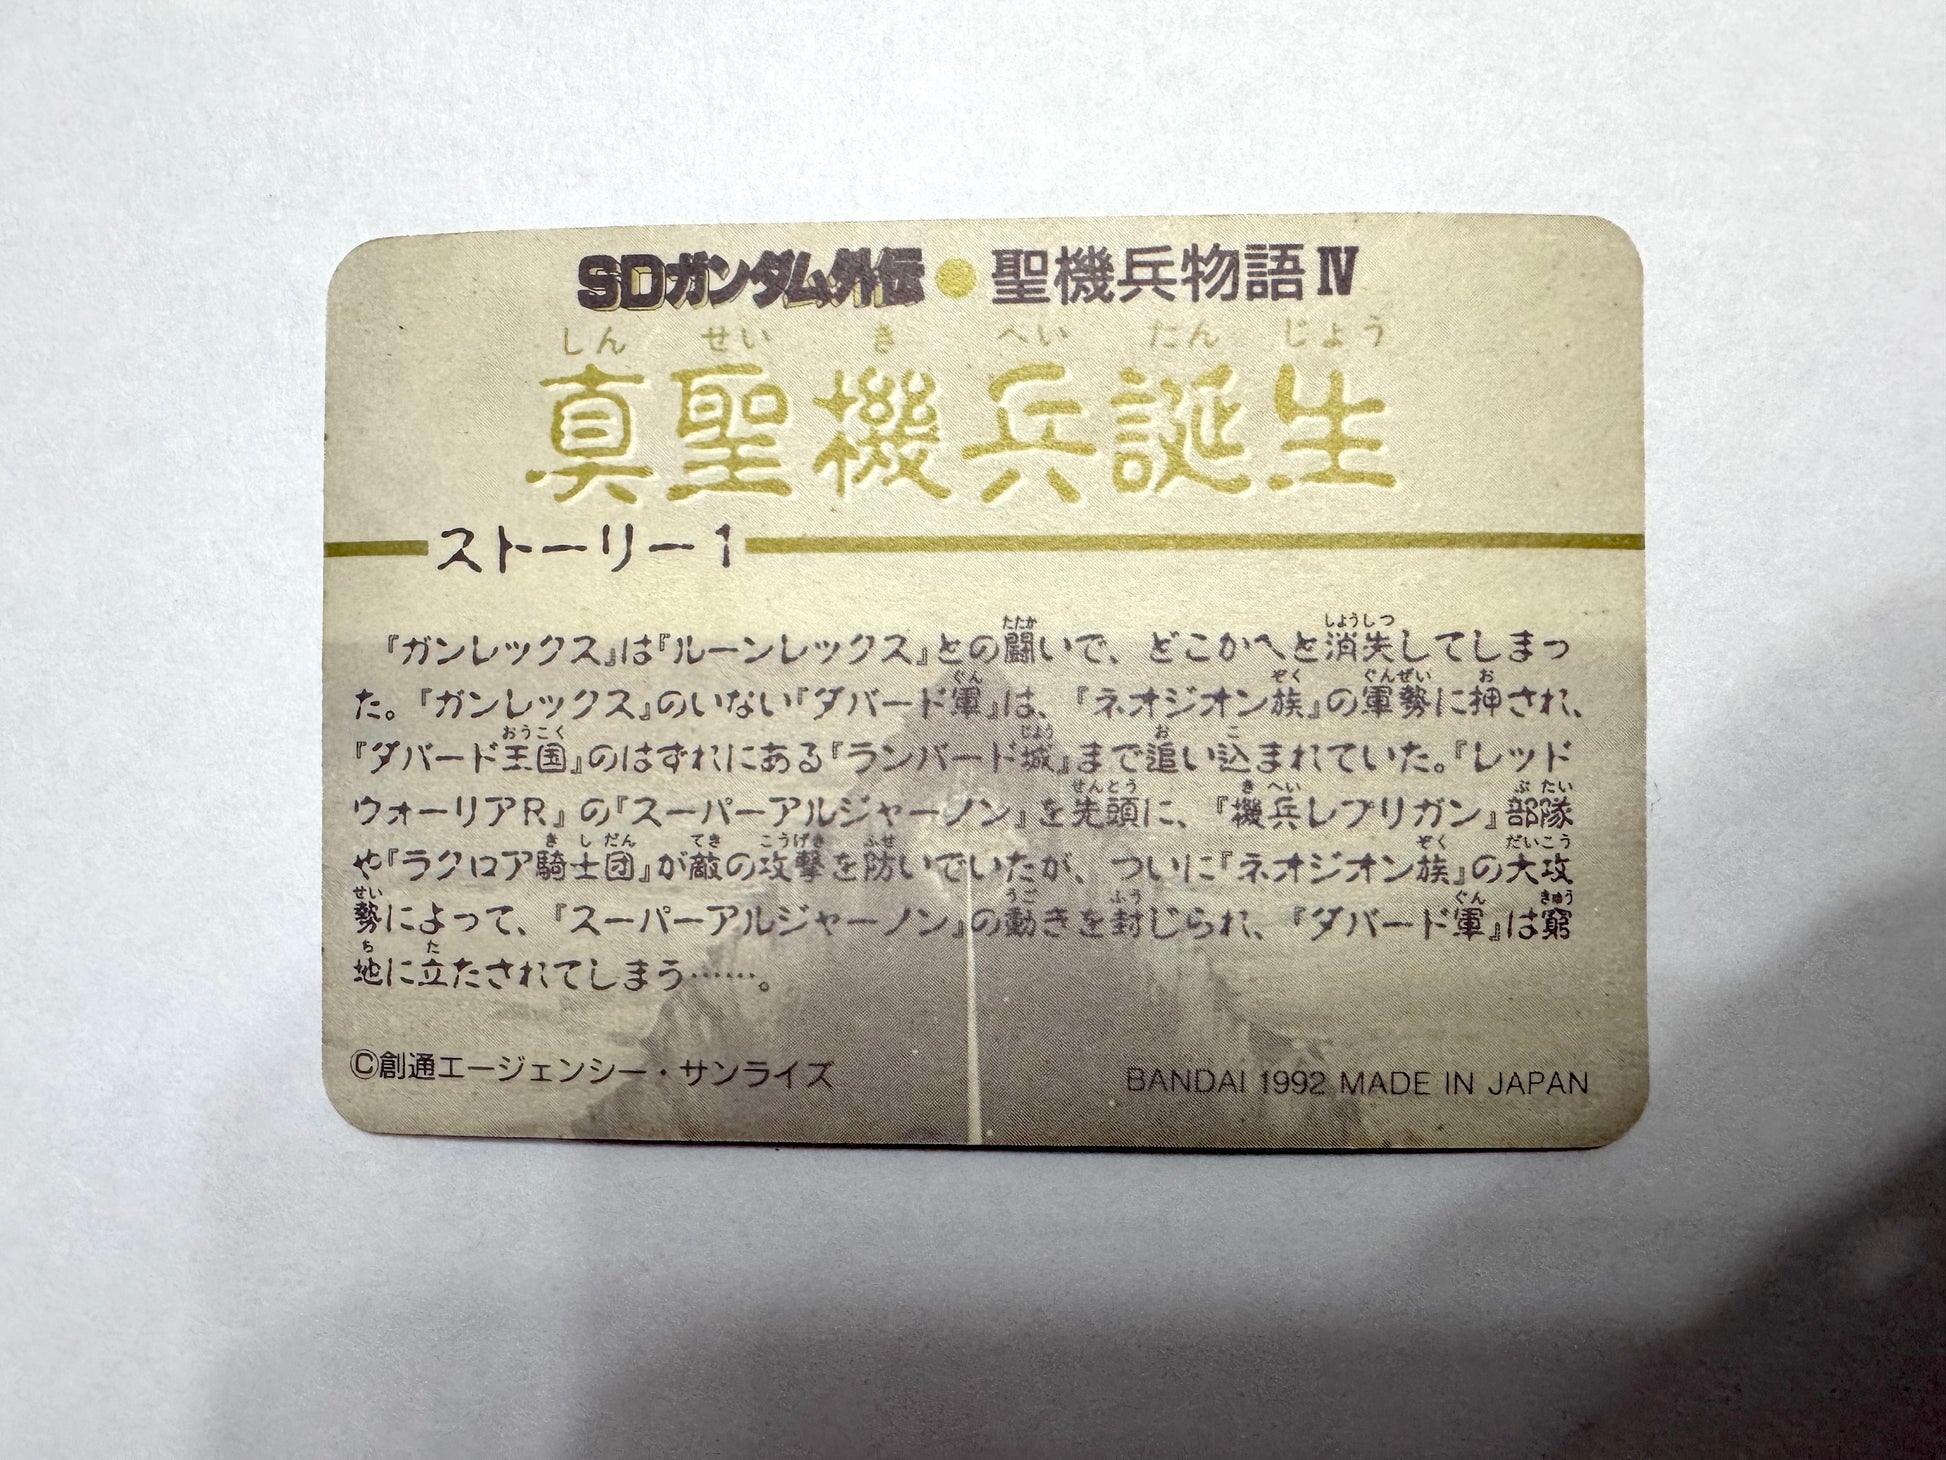 SDガンダム外伝●聖機兵物語Ⅳ
しん せい き へい たん じょう
真聖機兵誕生
ストーリー1
たたか しょうしつ
『ガンレックス』は『ルーンレックス』との闘いで、どこかへと消失してしまっ
ぐん ぞく ぐんぜい お
た。『ガンレックス』のいない『ダバード軍』は、『ネオジオン族』の軍勢に押され、
おうこく じょう お こ
『ダバード王国』のはずれにある『ランバード城』まで追い込まれていた。『レッド
せんとう き へい ぶ たい
ウォーリアR』の『スーパーアルジャーノン』を先頭に、『機兵レプリガン』部隊
き し だん てき こうげき ふせ ぞく だいこう
や『ラクロア騎士団』が敵の攻撃を防いでいたが、ついに『ネオジオン族』の大攻
せい うご ふう ぐん きゅう
勢によって、『スーパーアルジャーノン』の動きを封じられ、『ダバード軍』は窮
ち た
地に立たされてしまう……。
©創通エージェンシー・サンライズ
BANDAI 1992 MADE IN JAPAN